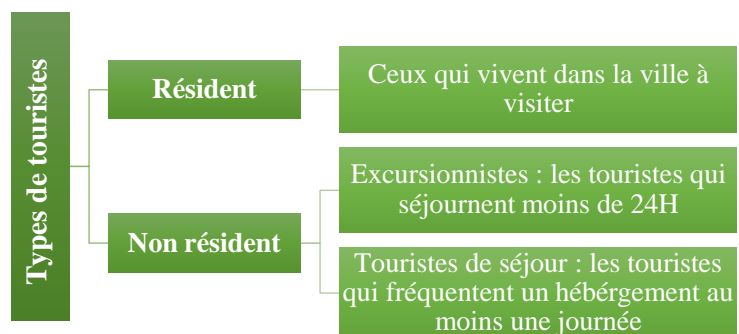 Types de touristes
Résident
Ceux qui vivent dans la ville à
visiter
Non résident
Excursionnistes : les touristes qui
séjournent moins de 24H
Touristes de séjour : les touristes
qui fréquentent un hébérgement au
moins une journée